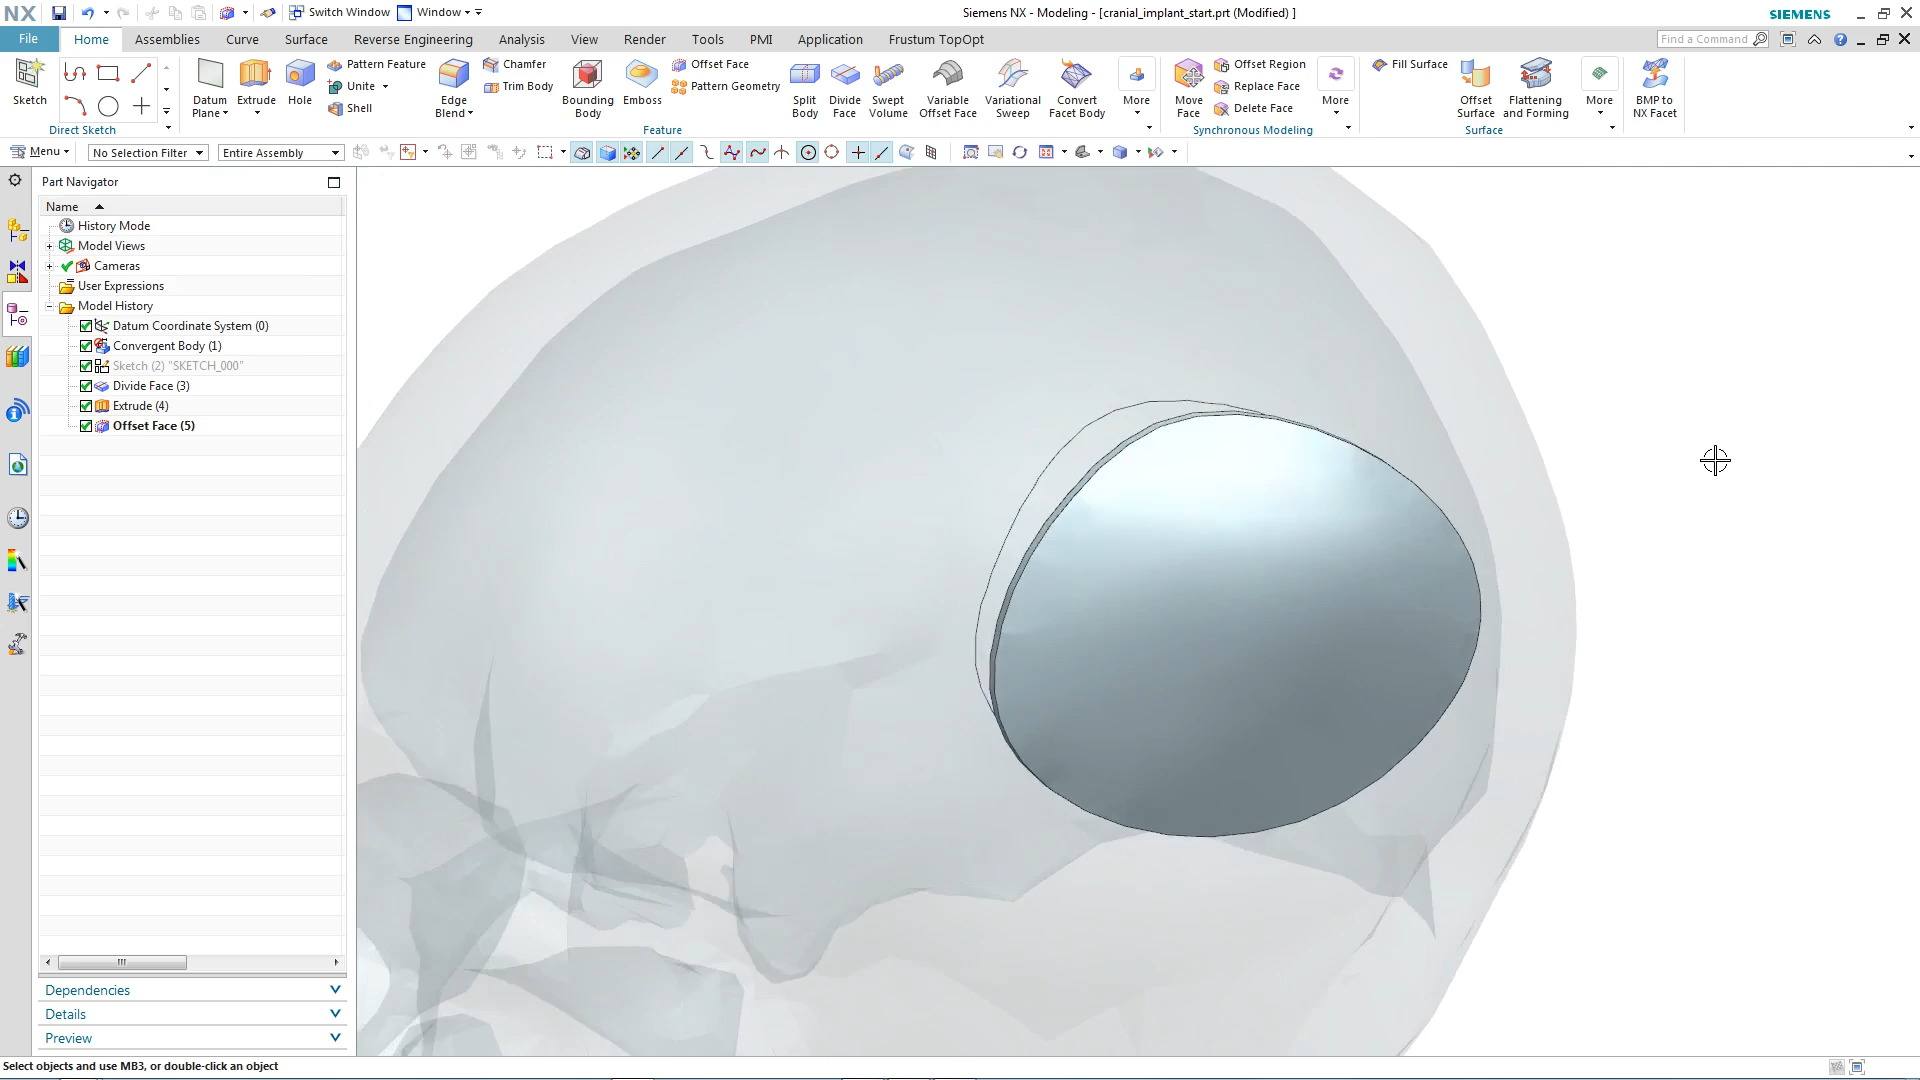 NX
Switch Window
Window
Siemens NX - Modeling - [cranial_implant_start.prt (Modified) ]
SIEMENS
File
Home
Assemblies
Curve
Surface
Reverse Engineering
Analysis
View
Render
Tools
PMI
Application
Frustum TopOpt
Find a Command
Sketch
Direct Sketch
Datum
Plane
Extrude
Hole
Pattern Feature
Unite
Shell
Edge
Blend
Chamfer
Trim Body
Bounding
Body
Emboss
Offset Face
Pattern Geometry
Split
Body
Divide
Face
Swept
Volume
Variable
Offset Face
Variational
Sweep
Convert
Facet Body
More
Feature
Move
Face
Offset Region
Replace Face
Delete Face
More
Synchronous Modeling
Fill Surface
Offset
Surface
Flattening
and Forming
More
Surface
BMP to
NX Facet
Menu
No Selection Filter
Entire Assembly
Part Navigator
Name
History Mode
Model Views
Cameras
User Expressions
Model History
Datum Coordinate System (0)
Convergent Body (1)
Sketch (2) "SKETCH_000"
Divide Face (3)
Extrude (4)
Offset Face (5)
Dependencies
Details
Preview
Select objects and use MB3, or double-click an object